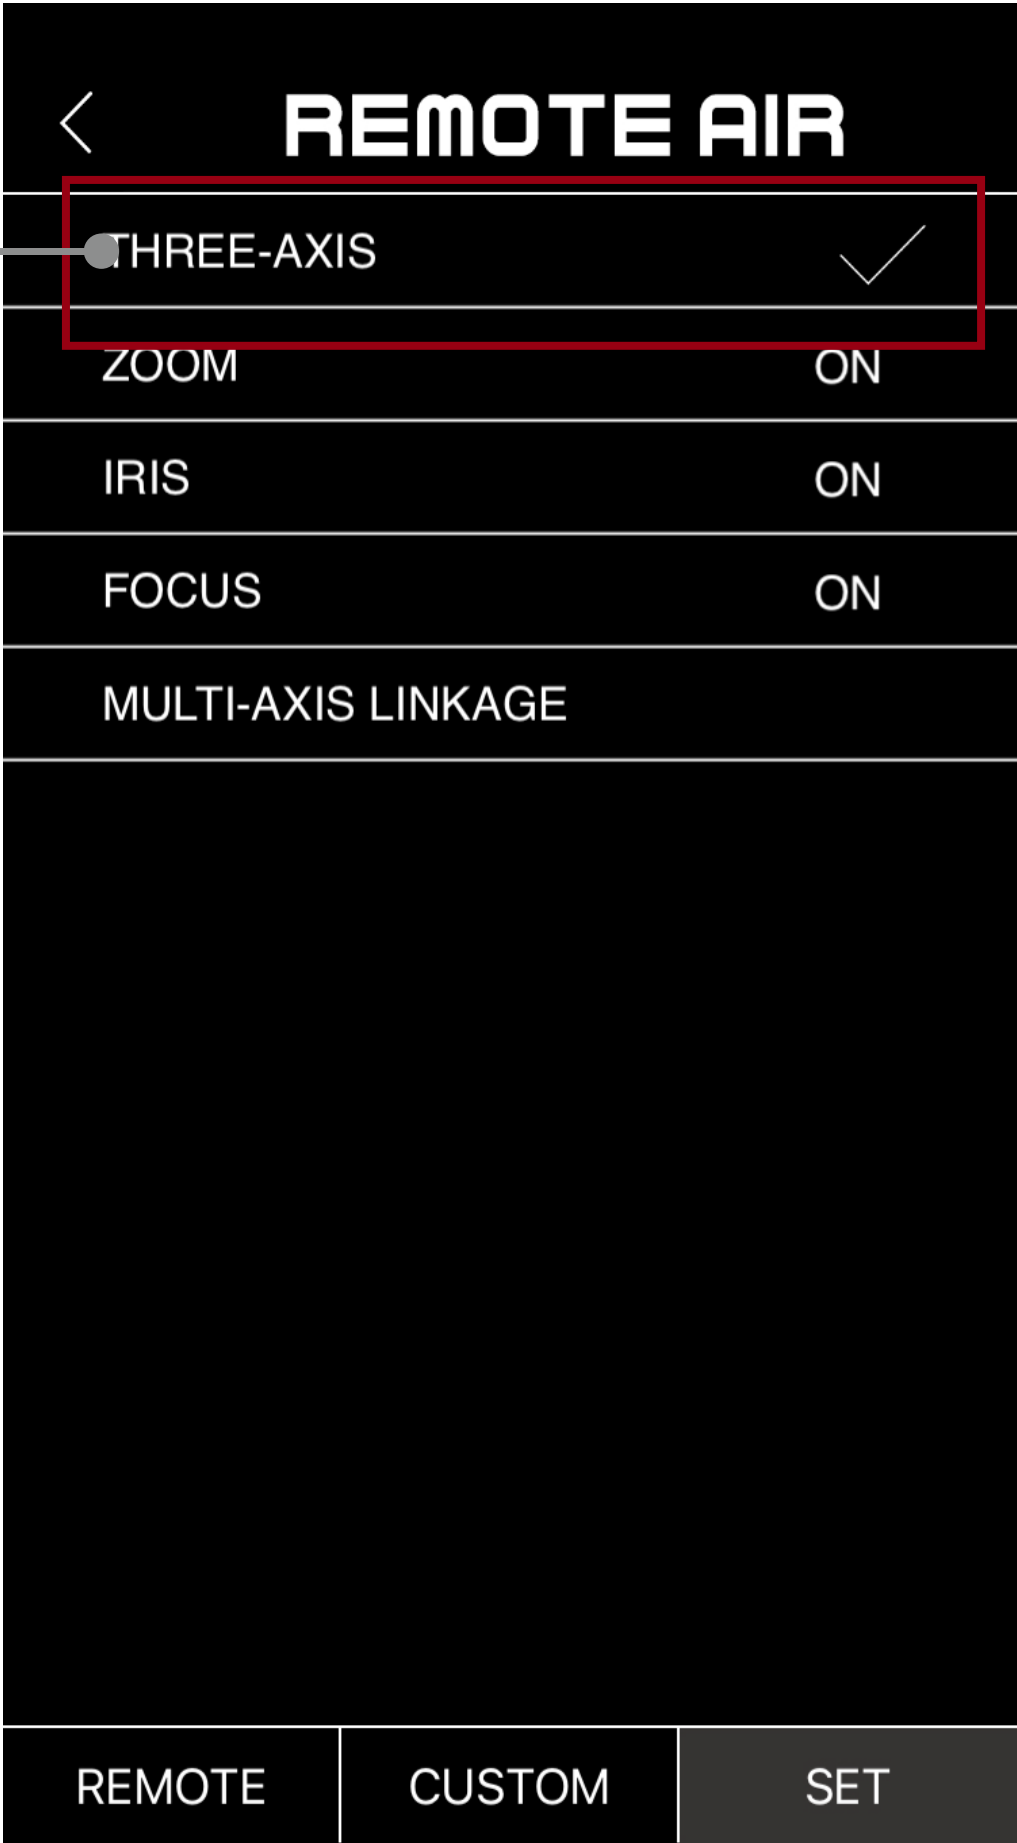 REMOTE AIR
THREE-AXIS
ZOOM ON
IRIS ON
FOCUS ON
MULTI-AXIS LINKAGE
REMOTE CUSTOM SET